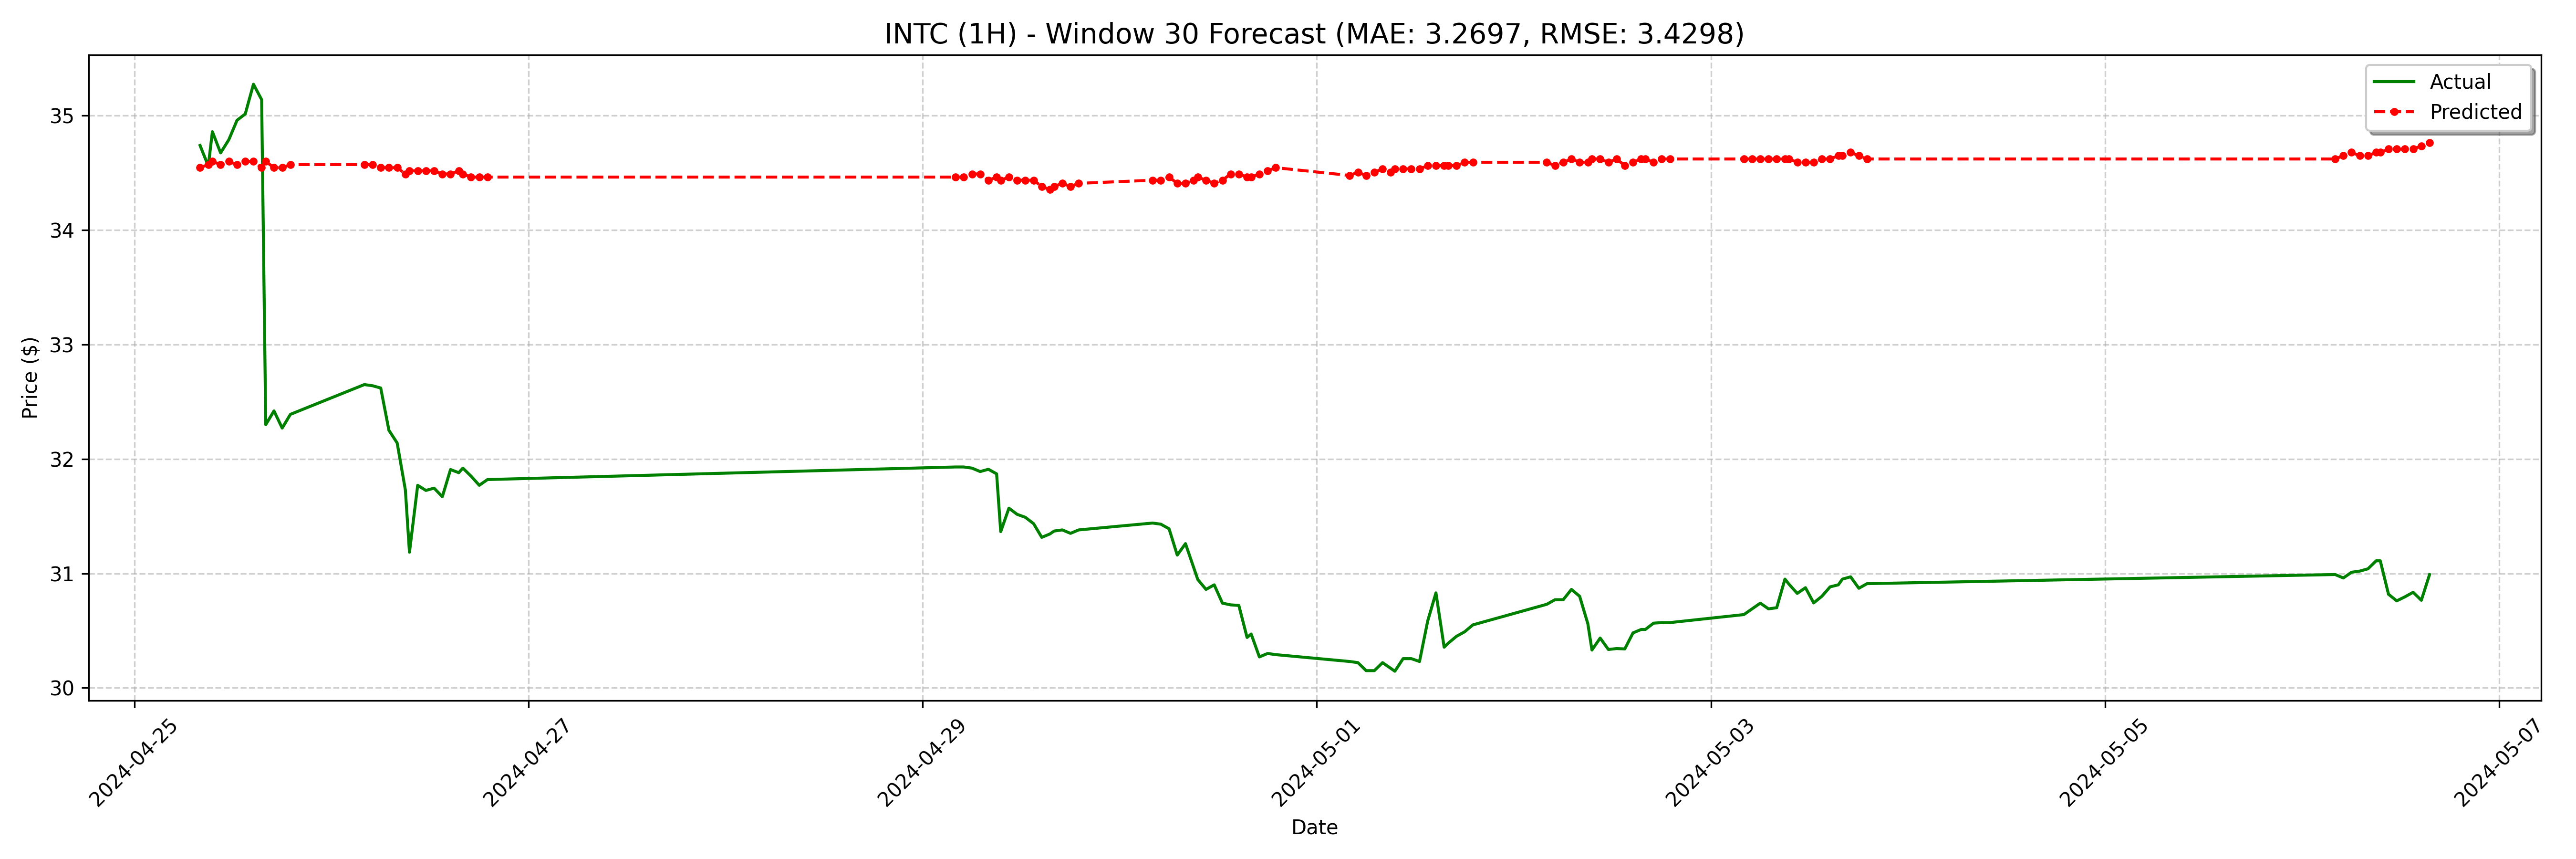 INTC (1H) - Window 30 Forecast (MAE: 3.2697, RMSE: 3.4298)
Actual
Predicted
Price ($)
35
34
33
32
31
30
2024-04-25
2024-04-27
2024-04-29
2024-05-01
2024-05-03
2024-05-05
2024-05-07
Date